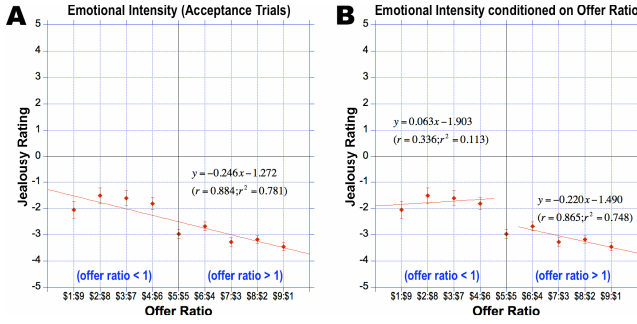 A Emotional Intensity (Acceptance Trials)
5
4
3
2
1
0
-1
-2
-3
-4
-5
Jealousy Rating
y=−0.246x−1.272
(r=0.884;r²=0.781)
(offer ratio < 1) (offer ratio > 1)
$1:$9 $2:$8 $3:$7 $4:$6 $5:$5 $6:$4 $7:$3 $8:$2 $9:$1
Offer Ratio
B Emotional Intensity conditioned on Offer Ratio
5
4
3
2
1
0
-1
-2
-3
-4
-5
Jealousy Rating
y=0.063x−1.903
(r=0.336;r²=0.113)
y=−0.220x−1.490
(r=0.865;r²=0.748)
(offer ratio < 1) (offer ratio > 1)
$1:$9 $2:$8 $3:$7 $4:$6 $5:$5 $6:$4 $7:$3 $8:$2 $9:$1
Offer Ratio